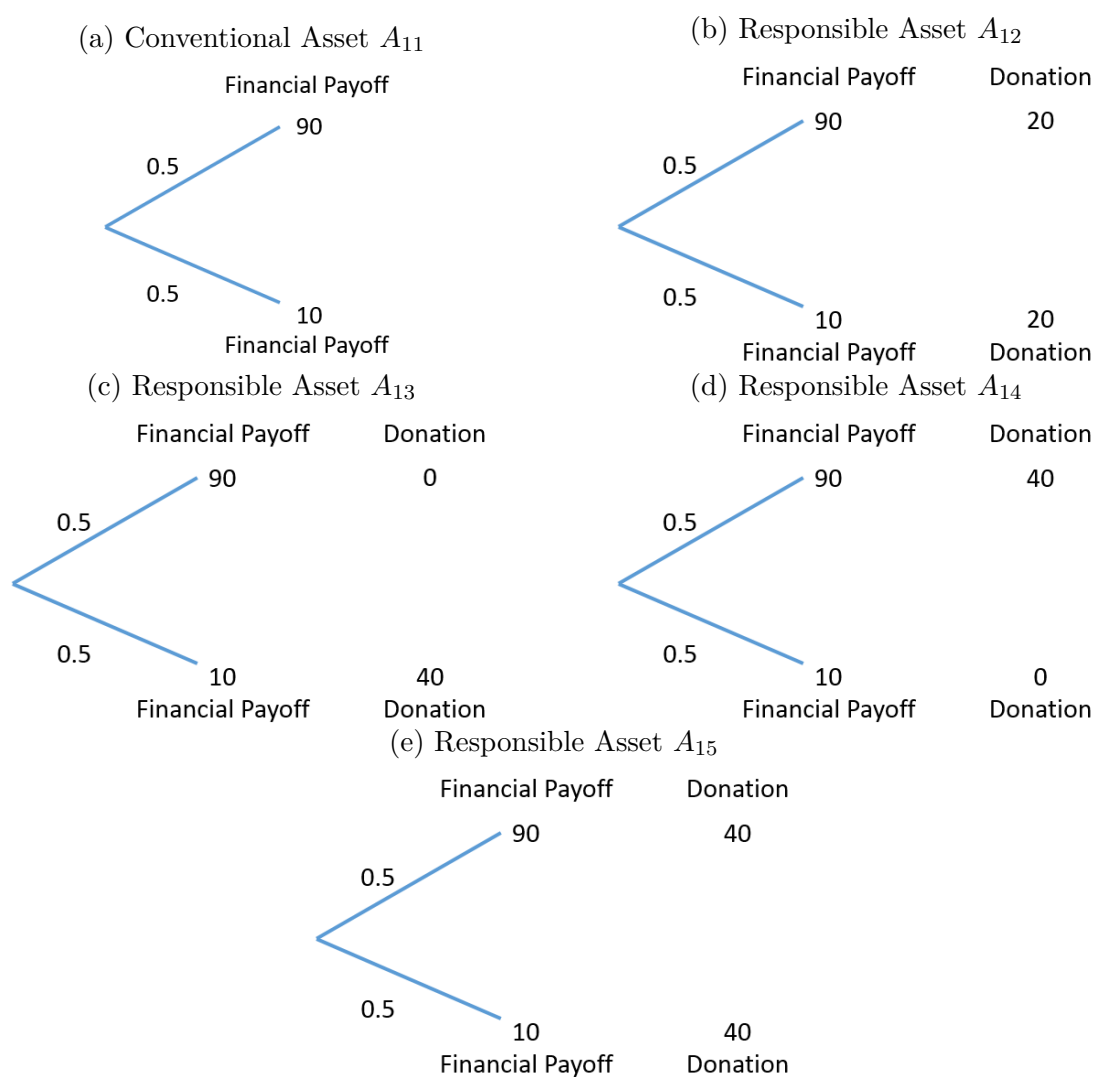 (a) Conventional Asset A₁₁
Financial Payoff
90
0.5
0.5
10
Financial Payoff
(b) Responsible Asset A₁₂
Financial Payoff Donation
90 20
0.5
0.5
10 20
Financial Payoff Donation
(c) Responsible Asset A₁₃
Financial Payoff Donation
90 0
0.5
0.5
10 40
Financial Payoff Donation
(d) Responsible Asset A₁₄
Financial Payoff Donation
90 40
0.5
0.5
10 0
Financial Payoff Donation
(e) Responsible Asset A₁₅
Financial Payoff Donation
90 40
0.5
0.5
10 40
Financial Payoff Donation